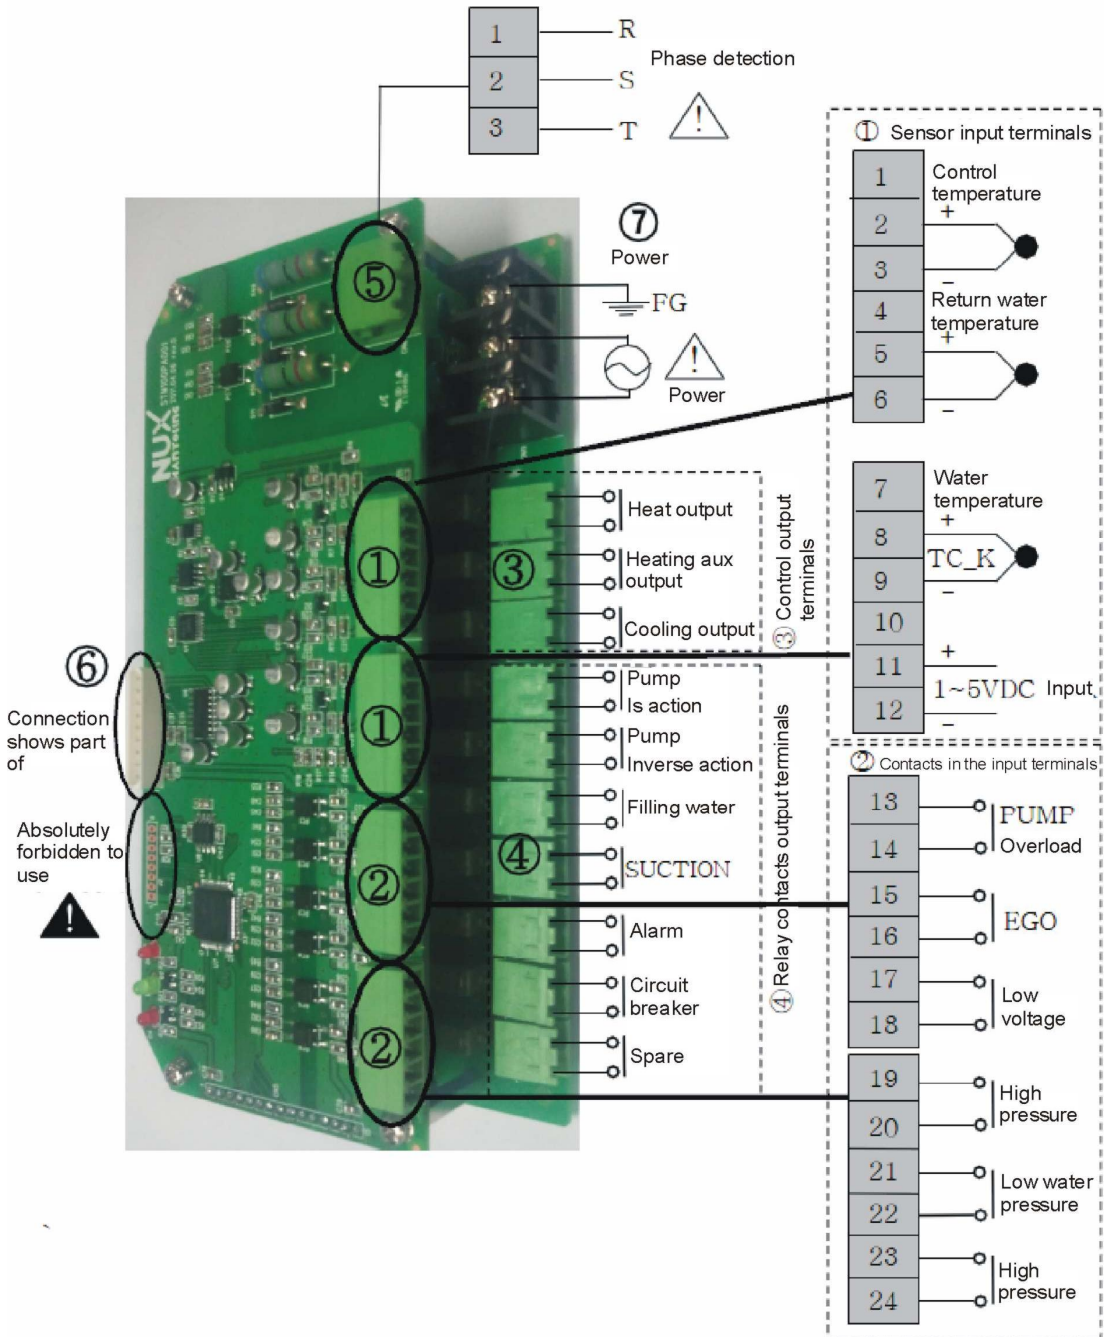 1
R
2
S
3
T
Phase detection
!
⑦
Power
FG
!
Power
⑤
NUX
① Sensor input terminals
1
Control
temperature
2
+
3
−
4
Return water
temperature
5
+
6
−
7
Water
temperature
8
+
TC_K
9
−
10
11
+
1~5VDC Input
12
−
①
①
②
②
③
Heat output
Heating aux
output
Cooling output
③ Control output
terminals
④
Pump
Is action
Pump
Inverse action
Filling water
SUCTION
Alarm
Circuit
breaker
Spare
④ Relay contacts output terminals
⑥
Connection
shows part
of
Absolutely
forbidden to
use
!
② Contacts in the input terminals
13
PUMP
14
Overload
15
EGO
16
17
Low
voltage
18
19
High
pressure
20
21
Low water
pressure
22
23
High
pressure
24